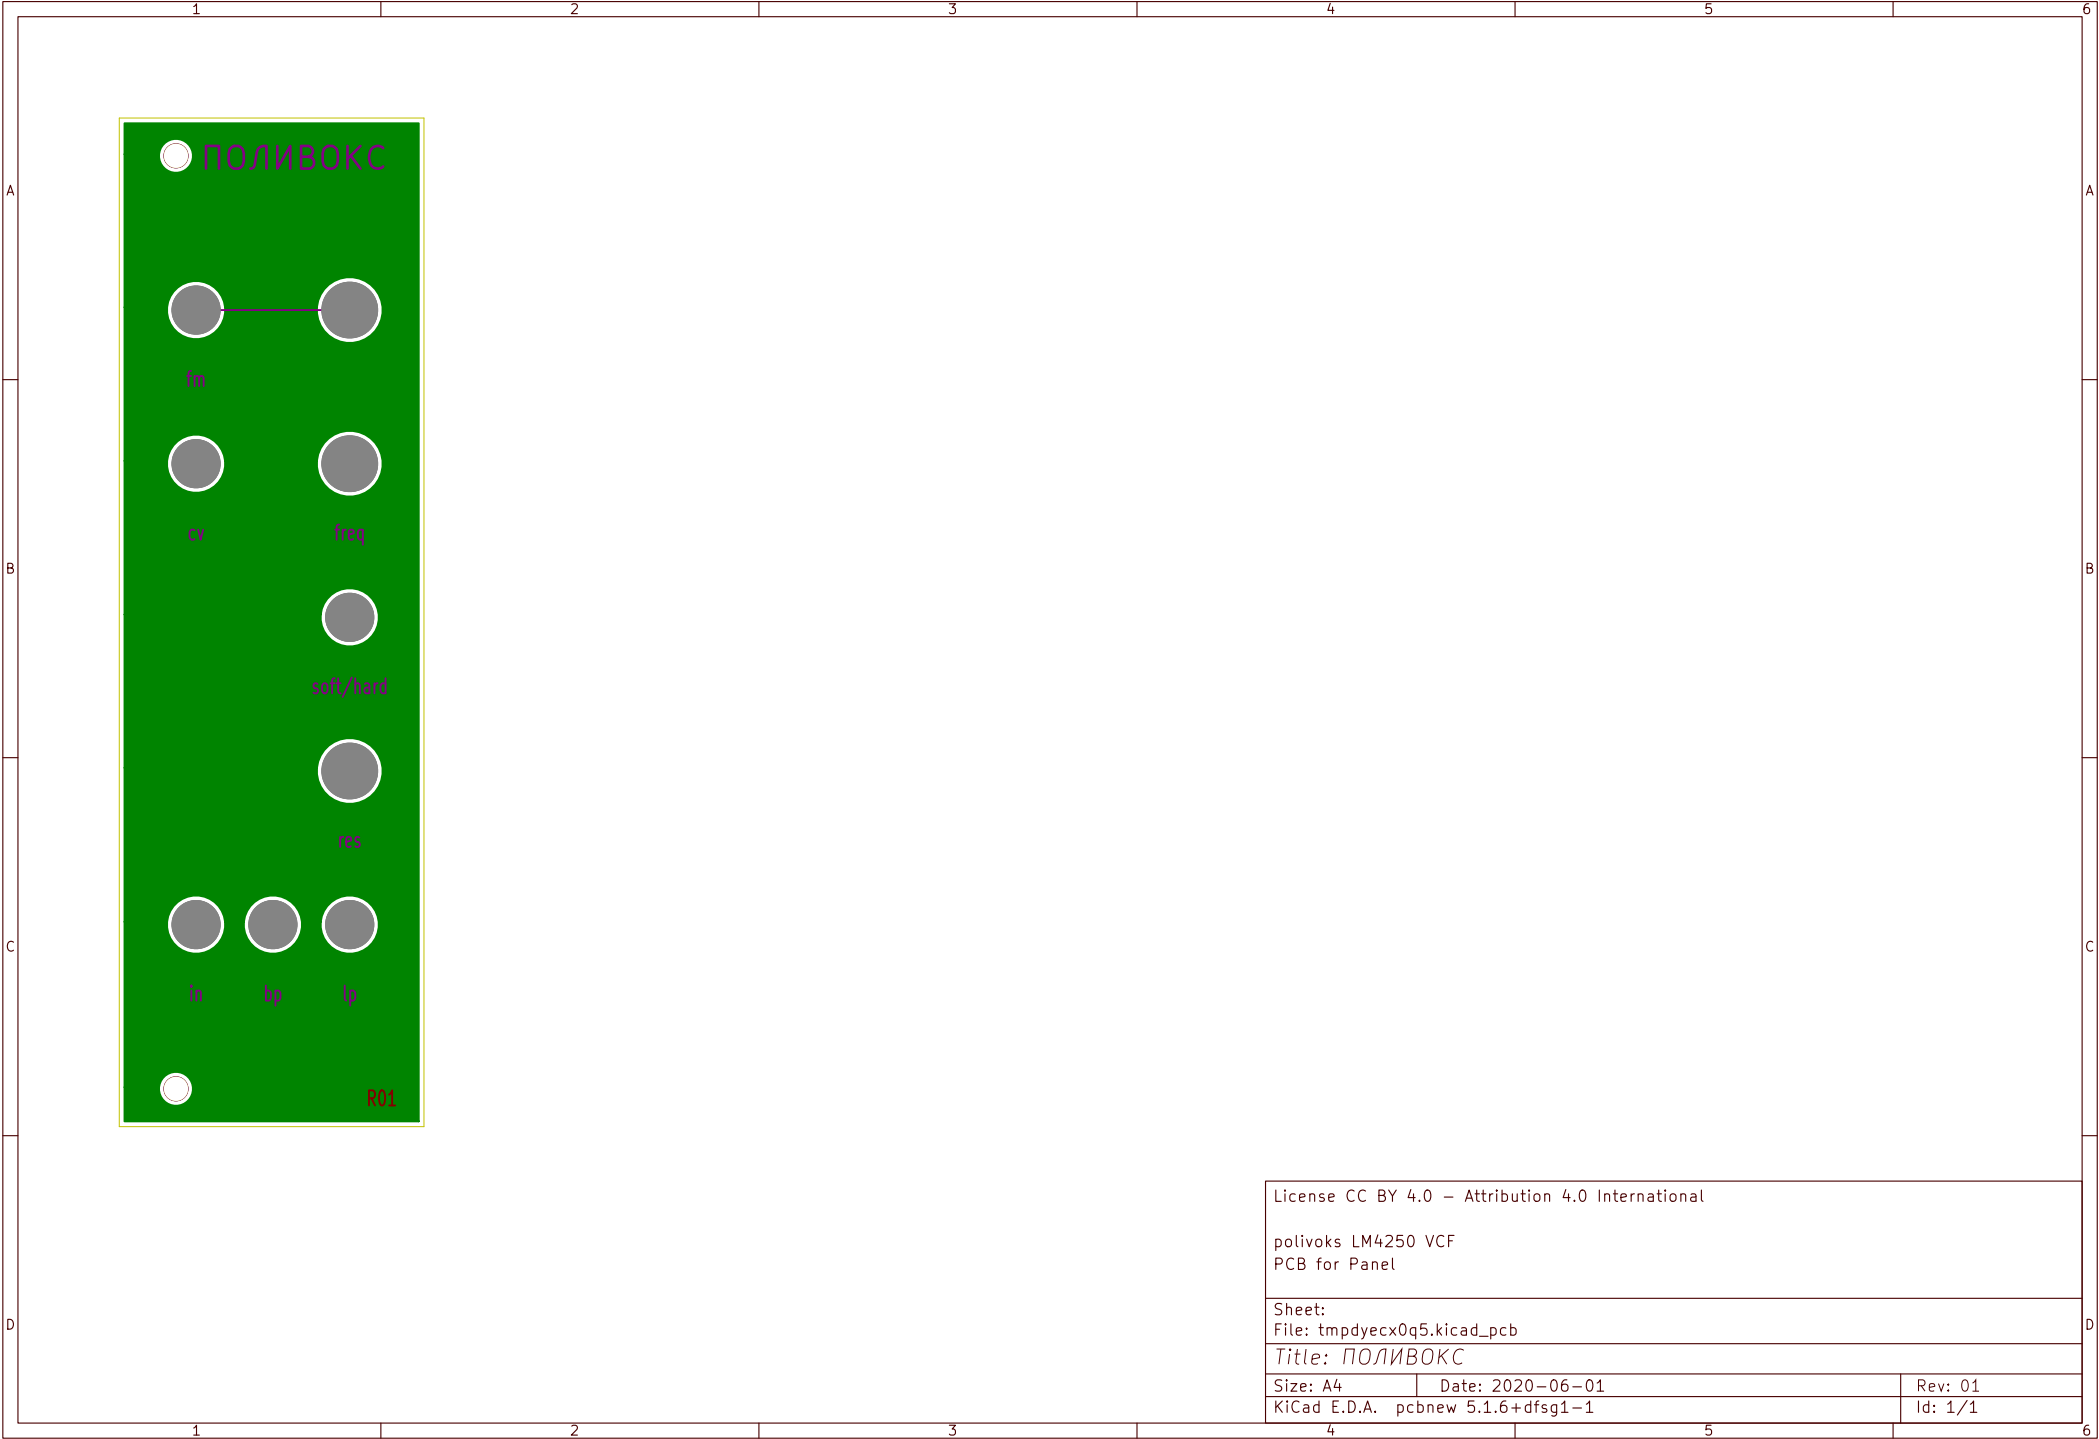 1 2 3 4 5 6
ПОЛИВОКС
A A
fm
cv freq
B B
soft/hard
res
C C
in bp lp
R01
License CC BY 4.0 - Attribution 4.0 International
polivoks LM4250 VCF
PCB for Panel
Sheet:
File: tmpdyecx0q5.kicad_pcb
D D
Title: ПОЛИВОКС
Size: A4 Date: 2020-06-01 Rev: 01
KiCad E.D.A. pcbnew 5.1.6+dfsg1-1 Id: 1/1
1 2 3 4 5 6